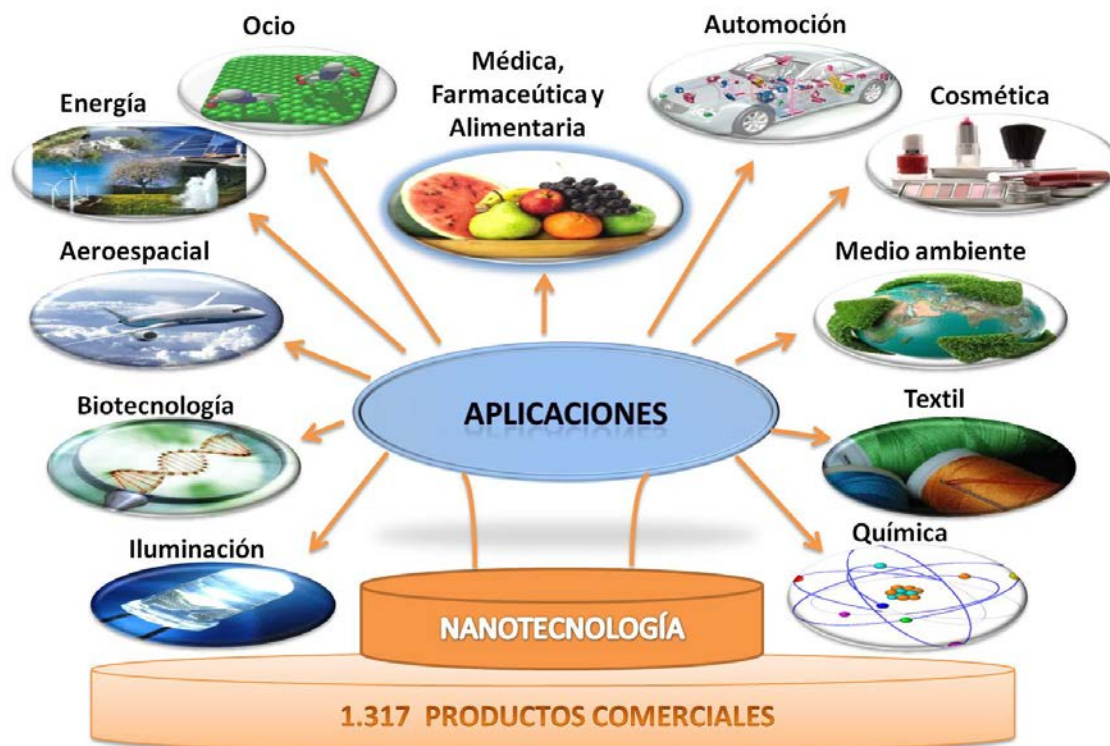 Ocio
Automoción
Médica,
Farmaceútica y
Alimentaria
Energía
Cosmética
Aeroespacial
Medio ambiente
APLICACIONES
Biotecnología
Textil
Iluminación
Química
NANOTECNOLOGÍA
1.317 PRODUCTOS COMERCIALES